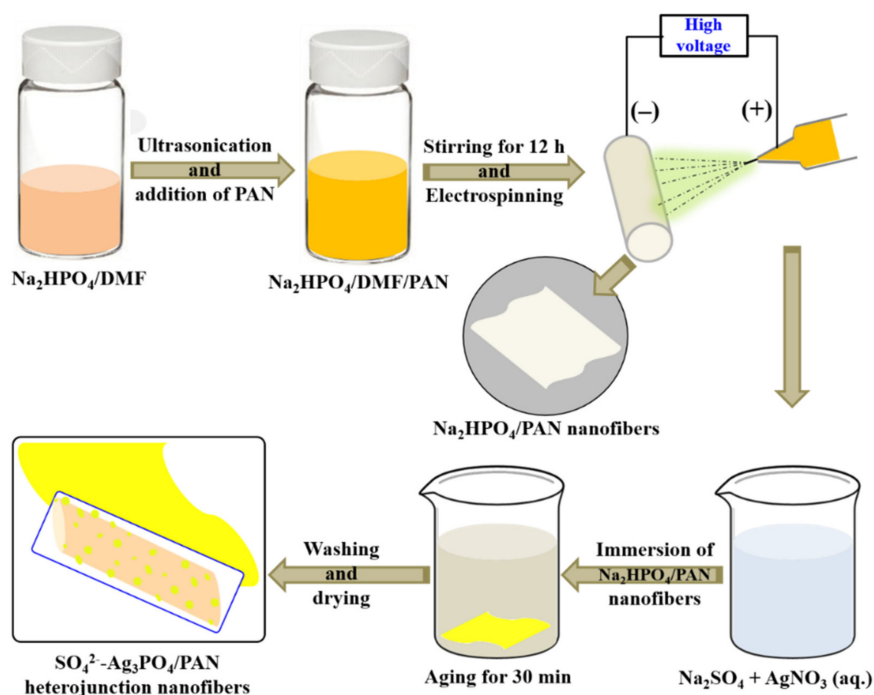 High
voltage
(–)
(+)
Ultrasonication
and
addition of PAN
Stirring for 12 h
and
Electrospinning
Na₂HPO₄/DMF
Na₂HPO₄/DMF/PAN
Na₂HPO₄/PAN nanofibers
Immersion of
Na₂HPO₄/PAN
nanofibers
Washing
and
drying
Na₂SO₄ + AgNO₃ (aq.)
Aging for 30 min
SO₄²⁻-Ag₃PO₄/PAN
heterojunction nanofibers